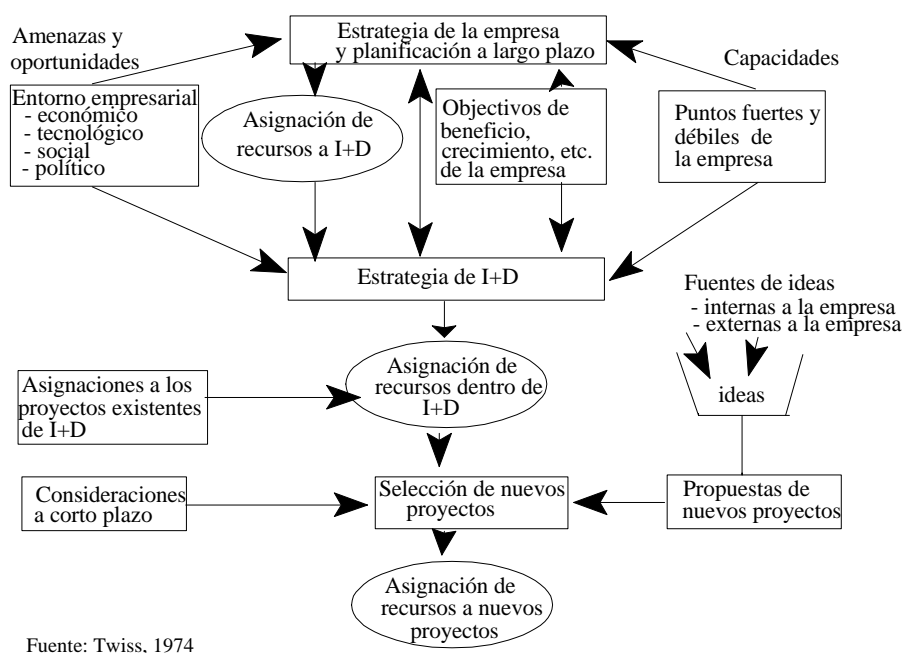 Estrategia de la empresa
y planificación a largo plazo
Amenazas y
oportunidades
Capacidades
Entorno empresarial
- económico
- tecnológico
- social
- político
Asignación de
recursos a I+D
Objectivos de
beneficio,
crecimiento, etc.
de la empresa
Puntos fuertes y
débiles de
la empresa
Estrategia de I+D
Fuentes de ideas
- internas a la empresa
- externas a la empresa
ideas
Asignaciones a los
proyectos existentes
de I+D
Asignación de
recursos dentro de
I+D
Consideraciones
a corto plazo
Selección de nuevos
proyectos
Propuestas de
nuevos proyectos
Asignación de
recursos a nuevos
proyectos
Fuente: Twiss, 1974